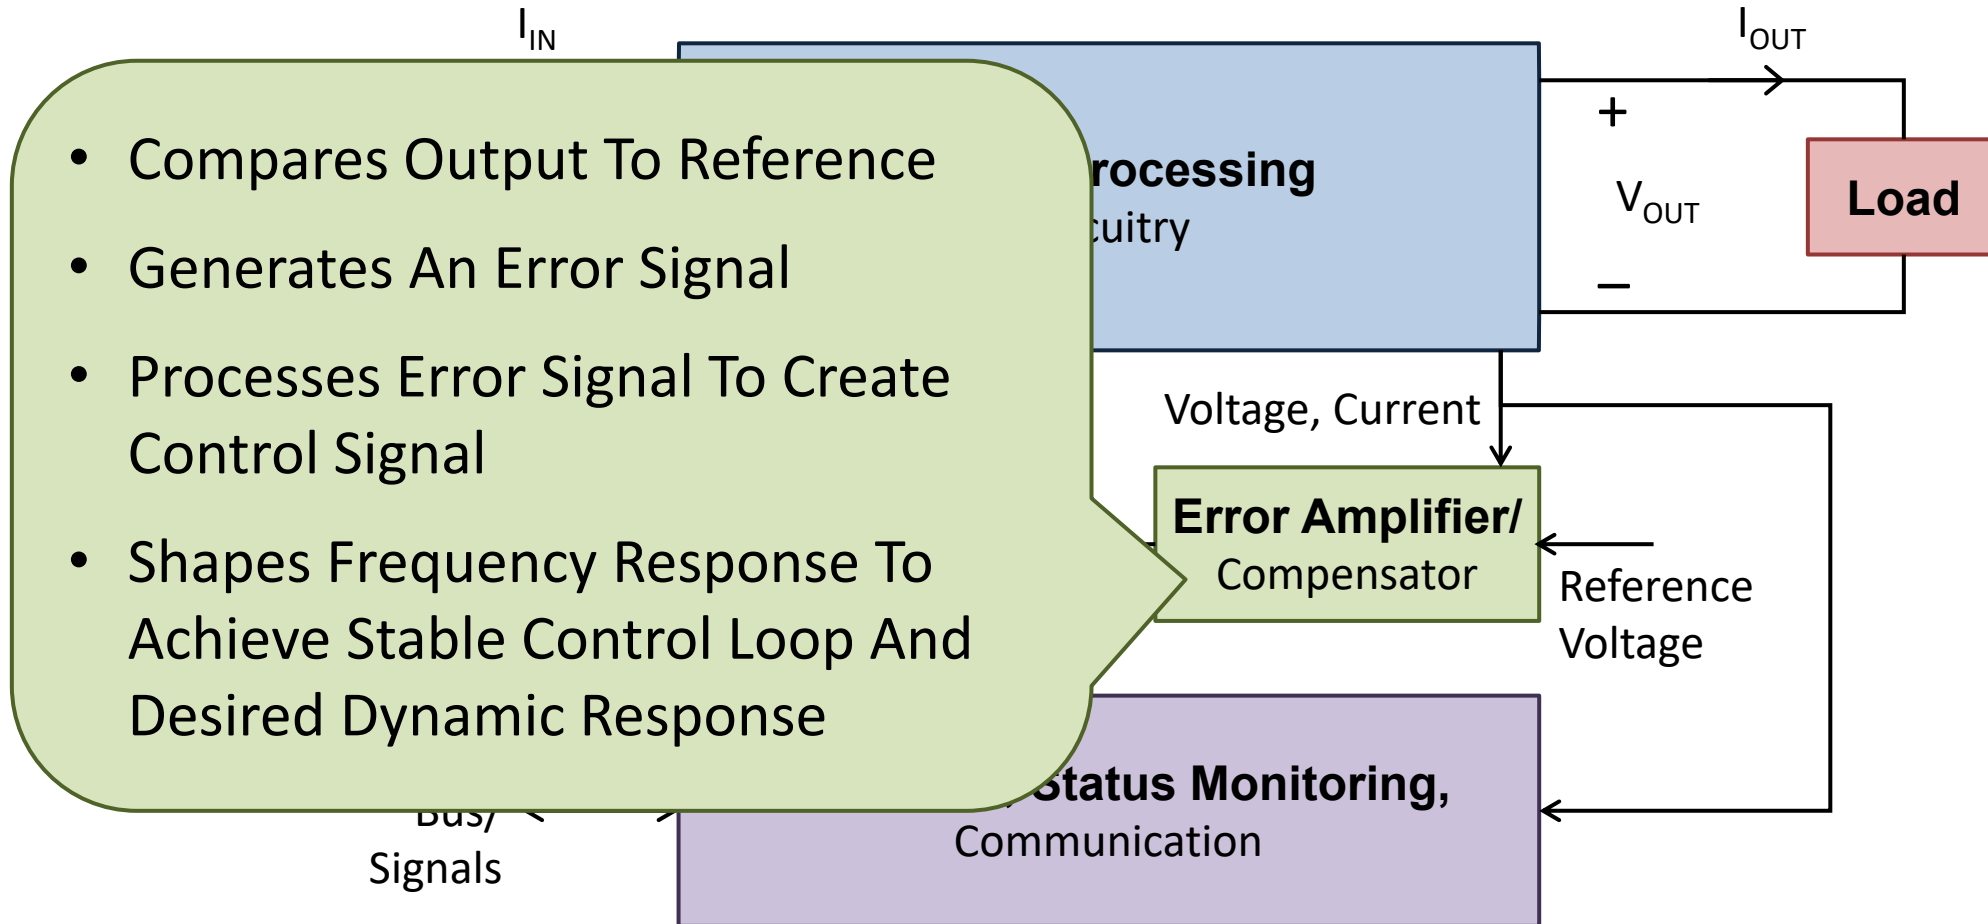 I_IN
I_OUT
• Compares Output To Reference
• Generates An Error Signal
• Processes Error Signal To Create
Control Signal
• Shapes Frequency Response To
Achieve Stable Control Loop And
Desired Dynamic Response
rocessing
cuitry
+
V_OUT
–
Load
Voltage, Current
Error Amplifier/
Compensator
Reference
Voltage
Status Monitoring,
Communication
Bus/
Signals